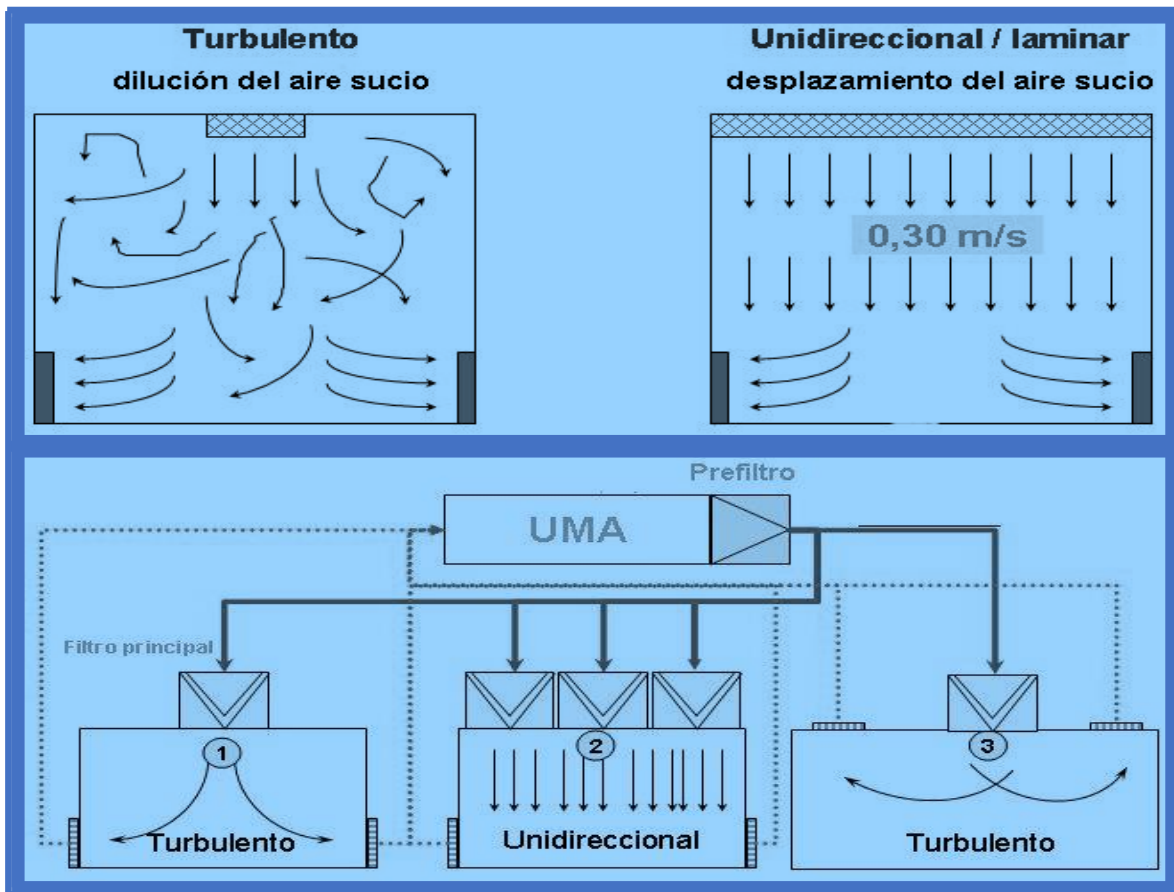 Turbulento
dilución del aire sucio
Unidireccional / laminar
desplazamiento del aire sucio
0,30 m/s
Prefiltro
UMA
Filtro principal
1
2
3
Turbulento
Unidireccional
Turbulento